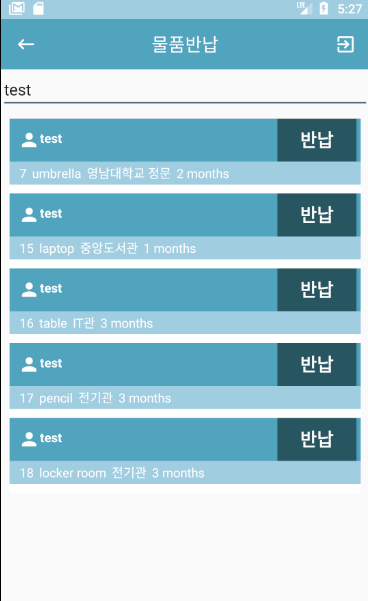 LTE 5:27
물품반납
test
test 반납
7 umbrella 영남대학교 정문 2 months
test 반납
15 laptop 중앙도서관 1 months
test 반납
16 table IT관 3 months
test 반납
17 pencil 전기관 3 months
test 반납
18 locker room 전기관 3 months